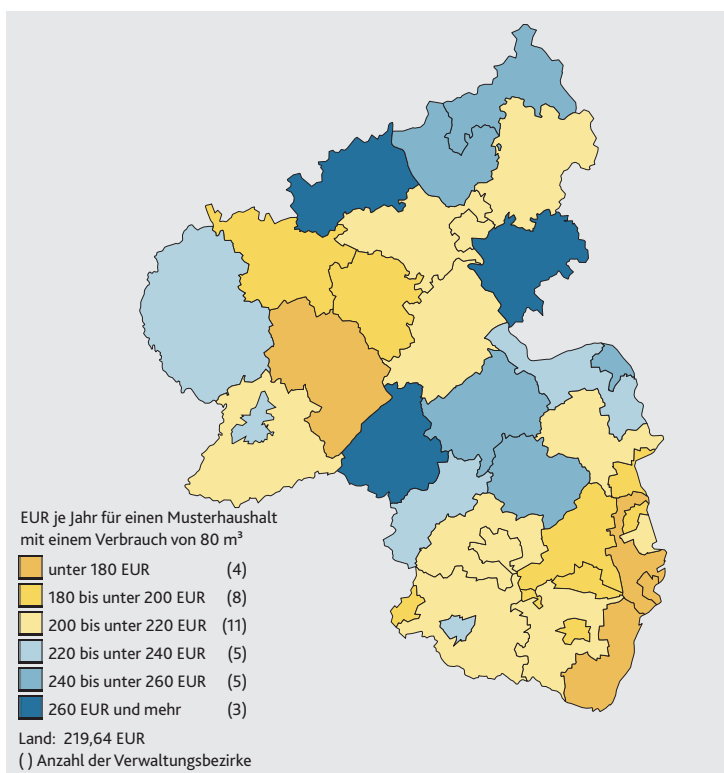 EUR je Jahr für einen Musterhaushalt
mit einem Verbrauch von 80 m³
unter 180 EUR (4)
180 bis unter 200 EUR (8)
200 bis unter 220 EUR (11)
220 bis unter 240 EUR (5)
240 bis unter 260 EUR (5)
260 EUR und mehr (3)
Land: 219,64 EUR
( ) Anzahl der Verwaltungsbezirke